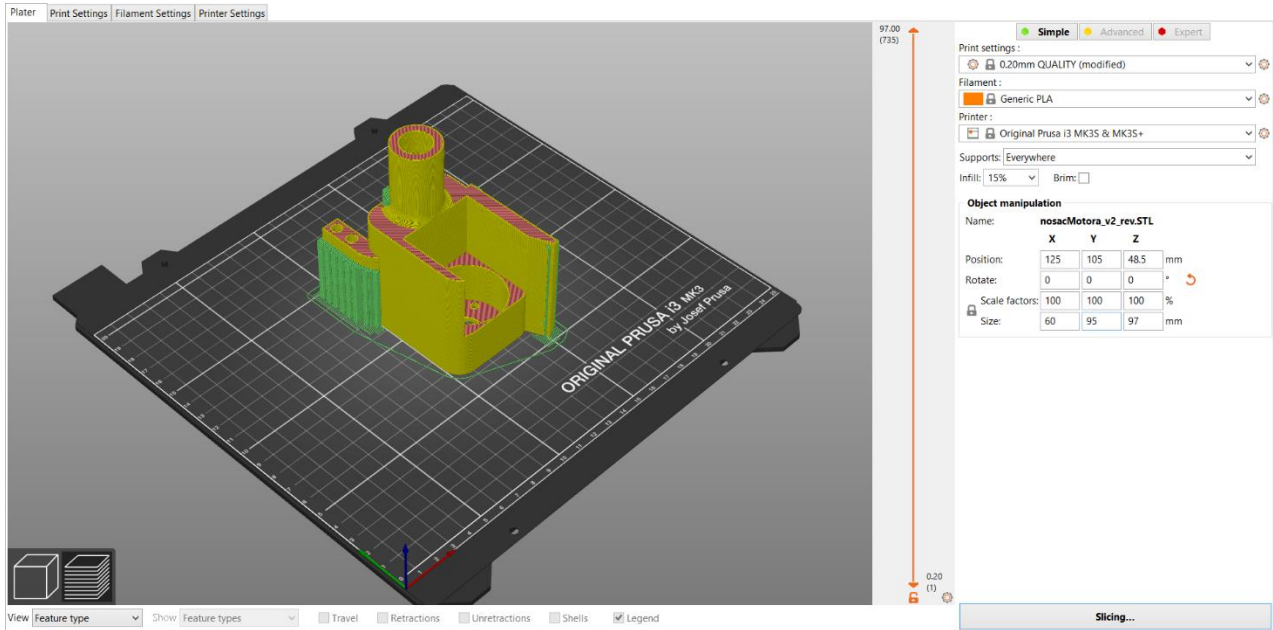 Plater Print Settings Filament Settings Printer Settings
97.00
(735)
Simple Advanced Expert
Print settings :
0.20mm QUALITY (modified)
Filament :
Generic PLA
Printer :
Original Prusa i3 MK3S & MK3S+
Supports: Everywhere
Infill: 15% Brim:
Object manipulation
Name: nosacMotora_v2_rev.STL
X Y Z
Position: 125 105 48.5 mm
Rotate: 0 0 0 °
Scale factors: 100 100 100 %
Size: 60 95 97 mm
ORIGINAL PRUSA i3 MK3
by Josef Prusa
0.20
(1)
View Feature type Show Feature types Travel Retractions Unretractions Shells Legend
Slicing...